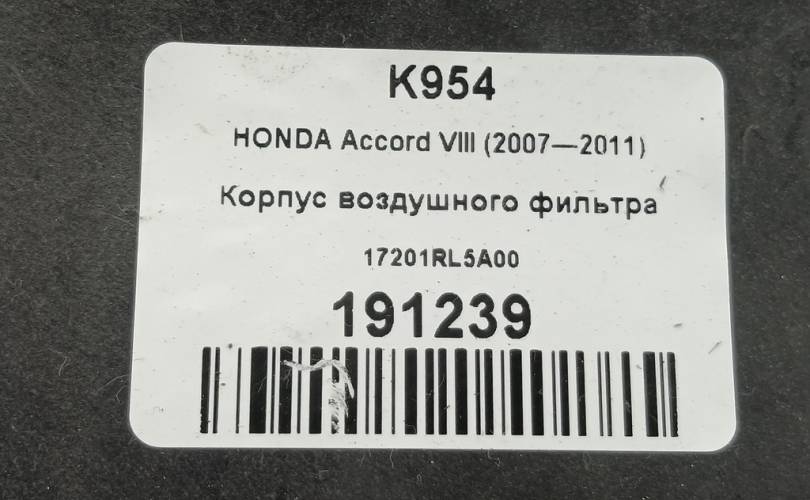 K954
HONDA Accord VIII (2007—2011)
Корпус воздушного фильтра
17201RL5A00
191239